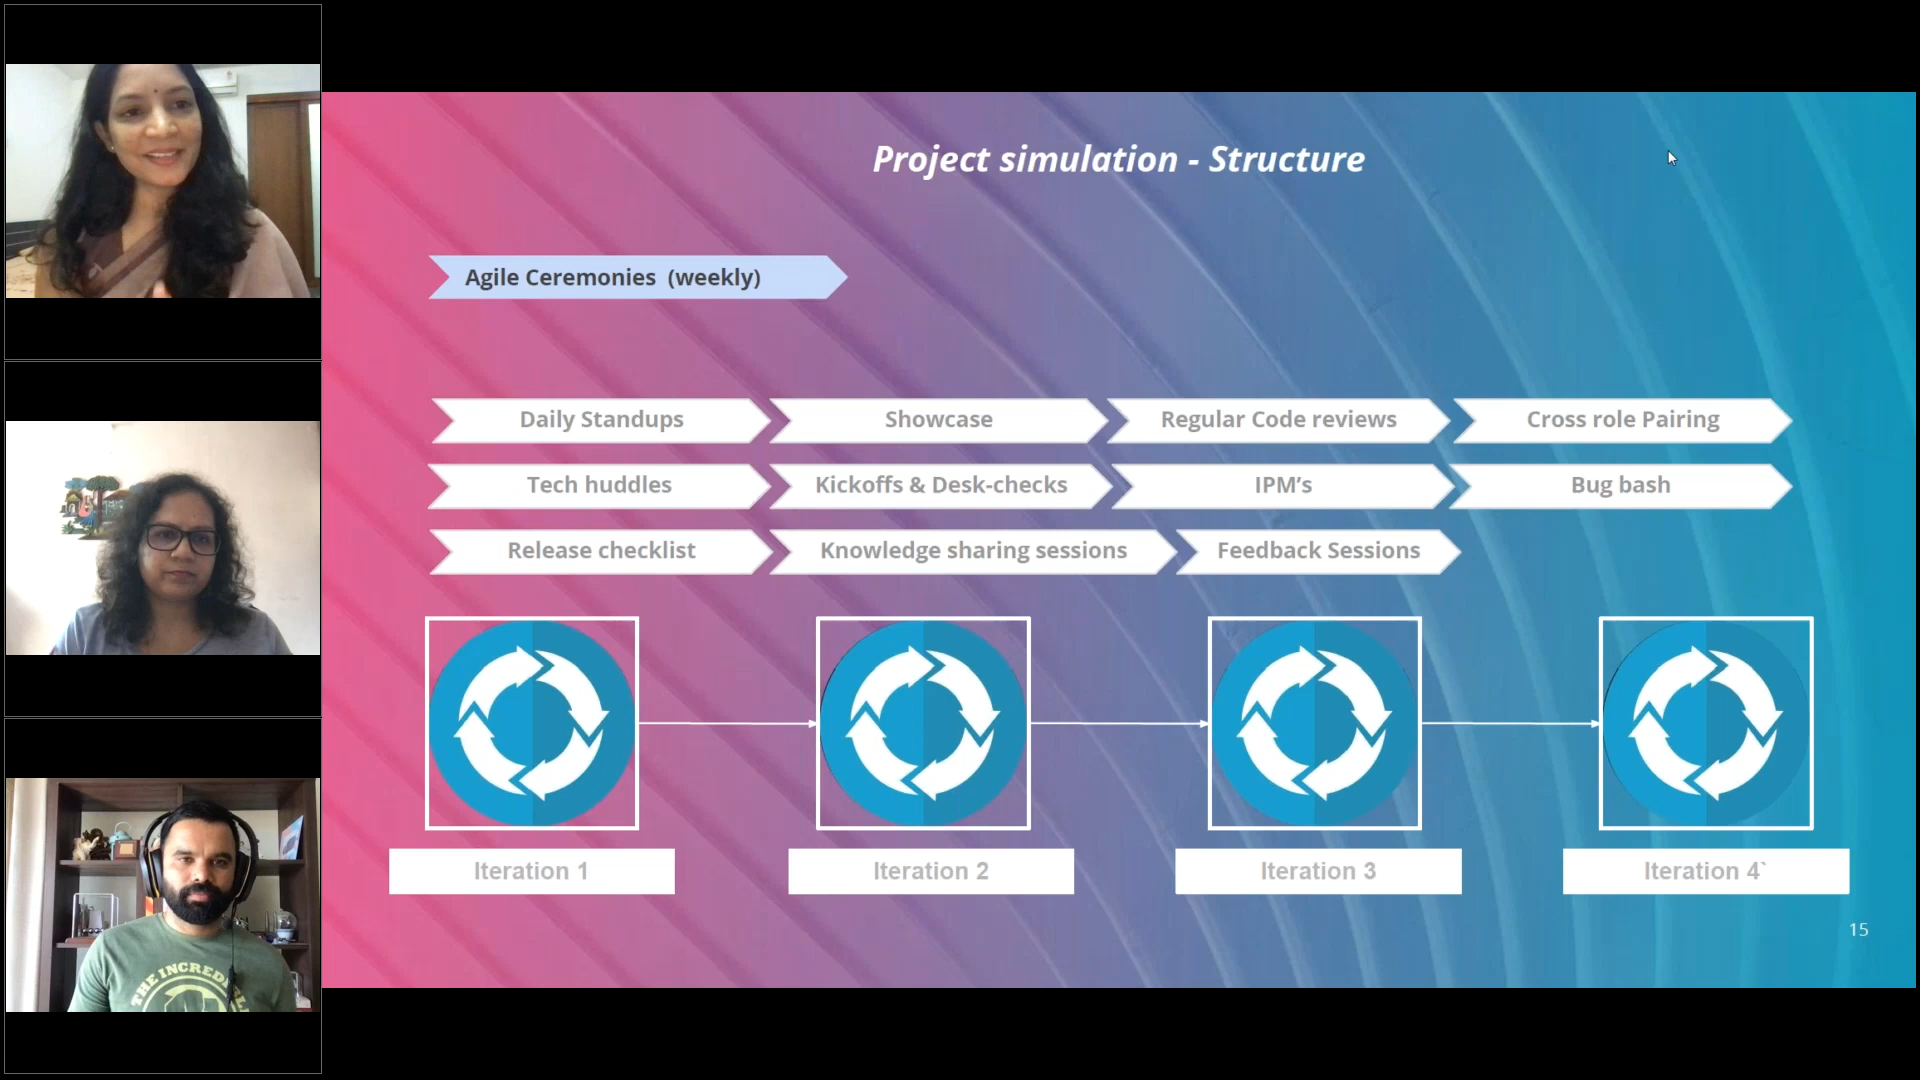 Project simulation - Structure
Agile Ceremonies (weekly)
Daily Standups
Showcase
Regular Code reviews
Cross role Pairing
Tech huddles
Kickoffs & Desk-checks
IPM’s
Bug bash
Release checklist
Knowledge sharing sessions
Feedback Sessions
Iteration 1
Iteration 2
Iteration 3
Iteration 4`
15
THE INCREDI